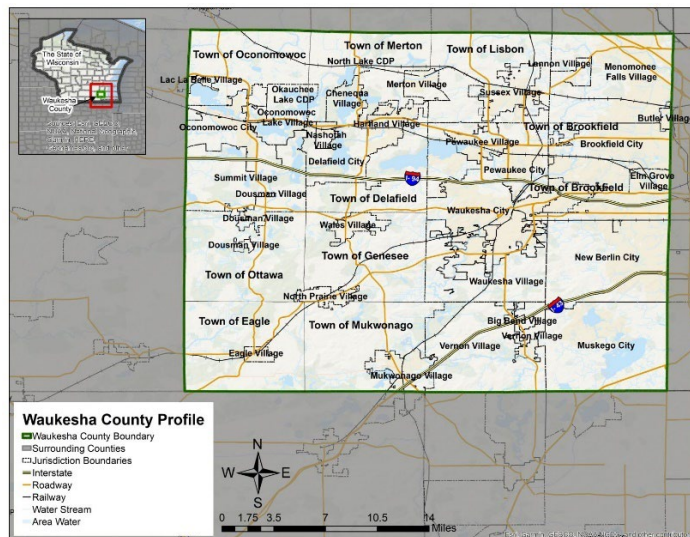 The State of
Wisconsin
Waukesha
County
Town of Oconomowoc
Town of Merton
Town of Lisbon
North Lake CDP
Lannon Village
Menomonee
Falls Village
Lac La Belle Village
Okauchee
Lake CDP
Chenequa
Village
Merton Village
Sussex Village
Oconomowoc
Lake Village
Oconomowoc City
Nashotah
Village
Hartland Village
Town of Brookfield
Butler Village
Pewaukee Village
Brookfield City
Delafield City
Pewaukee City
Elm Grove
Village
Summit Village
I-94
Town of Brookfield
Dousman Village
Town of Delafield
Waukesha City
Dousman Village
Wales Village
Dousman Village
Town of Genesee
New Berlin City
Town of Ottawa
Waukesha Village
North Prairie Village
Town of Eagle
Town of Mukwonago
Big Bend Village
Vernon Village
Vernon Village
Muskego City
Eagle Village
Mukwonago Village
Waukesha County Profile
Waukesha County Boundary
Surrounding Counties
Jurisdiction Boundaries
Interstate
Roadway
Railway
Water Stream
Area Water
N
W
E
S
0 1.75 3.5 7 10.5 14
Miles